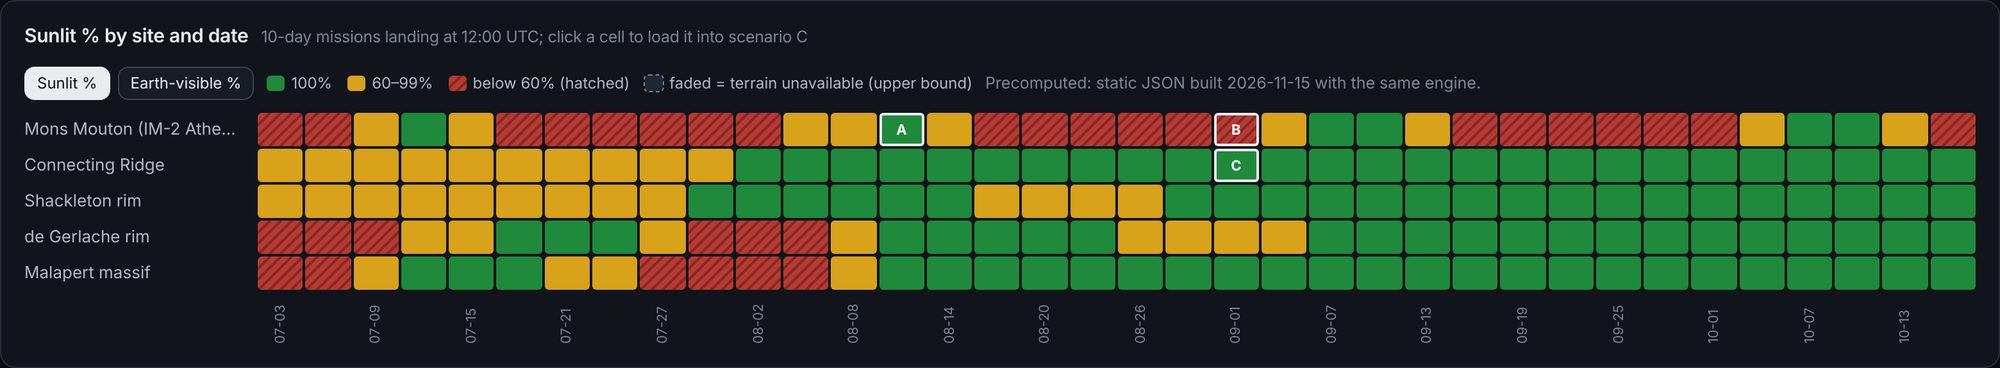 Sunlit % by site and date 10-day missions landing at 12:00 UTC; click a cell to load it into scenario C
Sunlit % Earth-visible % 100% 60–99% below 60% (hatched) faded = terrain unavailable (upper bound) Precomputed: static JSON built 2026-11-15 with the same engine.
Mons Mouton (IM-2 Athe... A B
Connecting Ridge C
Shackleton rim
de Gerlache rim
Malapert massif
07-03 07-09 07-15 07-21 07-27 08-02 08-08 08-14 08-20 08-26 09-01 09-07 09-13 09-19 09-25 10-01 10-07 10-13